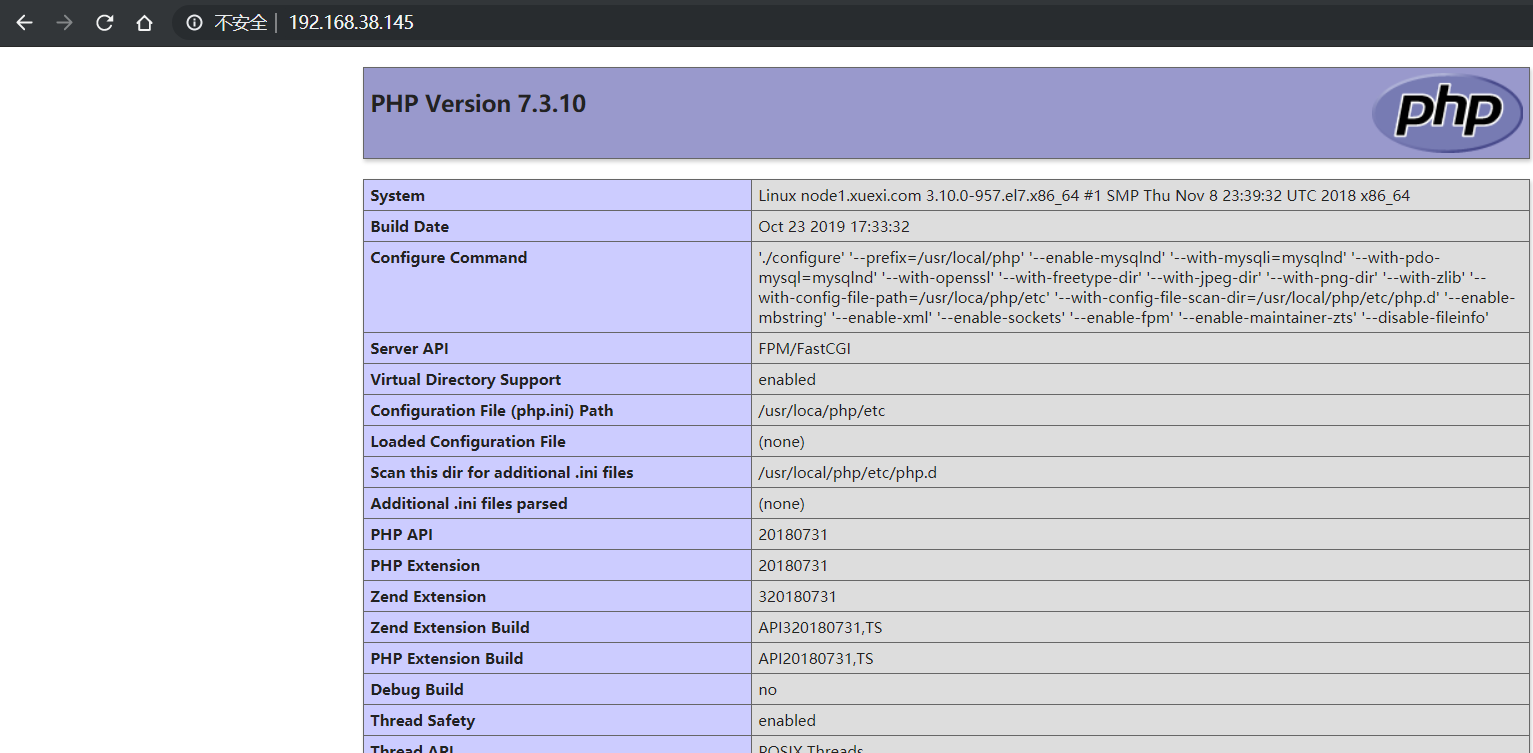 不安全 | 192.168.38.145
PHP Version 7.3.10
php
System Linux node1.xuexi.com 3.10.0-957.el7.x86_64 #1 SMP Thu Nov 8 23:39:32 UTC 2018 x86_64
Build Date Oct 23 2019 17:33:32
Configure Command './configure' '--prefix=/usr/local/php' '--enable-mysqlnd' '--with-mysqli=mysqlnd' '--with-pdo-
mysql=mysqlnd' '--with-openssl' '--with-freetype-dir' '--with-jpeg-dir' '--with-png-dir' '--with-zlib' '--
with-config-file-path=/usr/loca/php/etc' '--with-config-file-scan-dir=/usr/local/php/etc/php.d' '--enable-
mbstring' '--enable-xml' '--enable-sockets' '--enable-fpm' '--enable-maintainer-zts' '--disable-fileinfo'
Server API FPM/FastCGI
Virtual Directory Support enabled
Configuration File (php.ini) Path /usr/loca/php/etc
Loaded Configuration File (none)
Scan this dir for additional .ini files /usr/local/php/etc/php.d
Additional .ini files parsed (none)
PHP API 20180731
PHP Extension 20180731
Zend Extension 320180731
Zend Extension Build API320180731,TS
PHP Extension Build API20180731,TS
Debug Build no
Thread Safety enabled
Thread API POSIX Threads